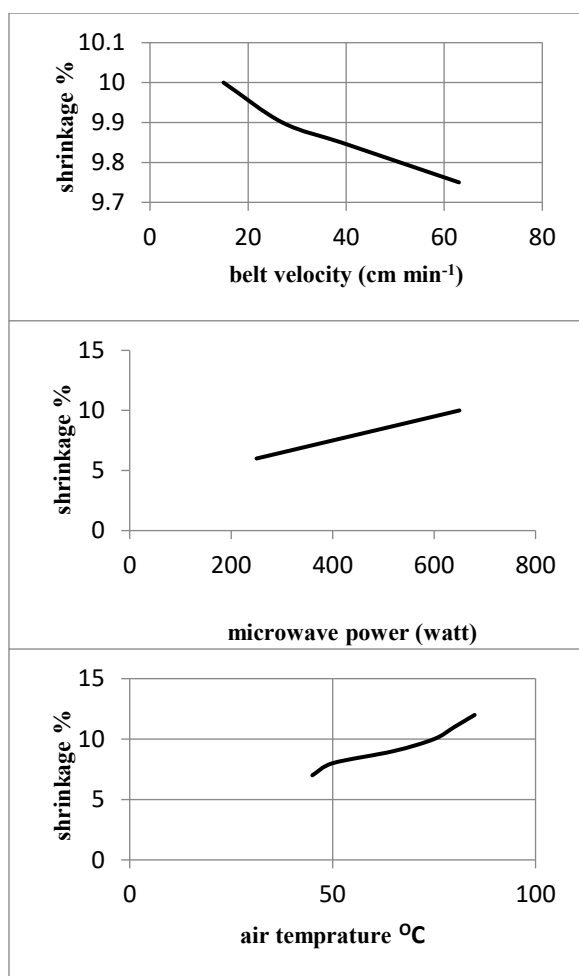 10.1
10
9.9
9.8
9.7
shrinkage %
0 20 40 60 80
belt velocity (cm min-1)
15
10
5
0
shrinkage %
0 200 400 600 800
microwave power (watt)
15
10
5
0
shrinkage %
0 50 100
air temprature ⁰C